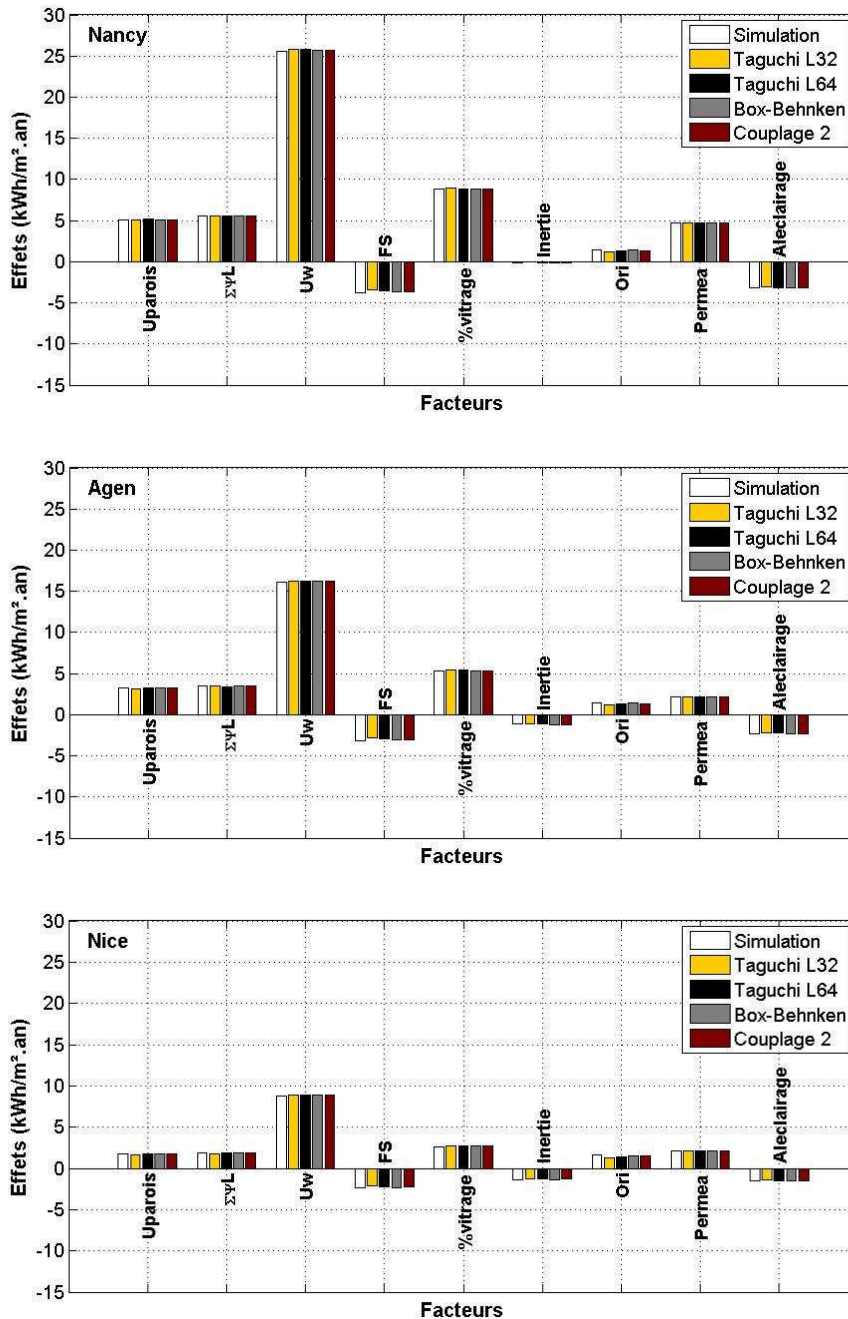 Nancy
Simulation
Taguchi L32
Taguchi L64
Box-Behnken
Couplage 2
Effets (kWh/m².an)
30
25
20
15
10
5
0
-5
-10
-15
Uparois
ΣΨL
Uw
FS
%vitrage
Inertie
Ori
Permea
Aleclairage
Facteurs
Agen
Simulation
Taguchi L32
Taguchi L64
Box-Behnken
Couplage 2
Effets (kWh/m².an)
30
25
20
15
10
5
0
-5
-10
-15
Uparois
ΣΨL
Uw
FS
%vitrage
Inertie
Ori
Permea
Aleclairage
Facteurs
Nice
Simulation
Taguchi L32
Taguchi L64
Box-Behnken
Couplage 2
Effets (kWh/m².an)
30
25
20
15
10
5
0
-5
-10
-15
Uparois
ΣΨL
Uw
FS
%vitrage
Inertie
Ori
Permea
Aleclairage
Facteurs